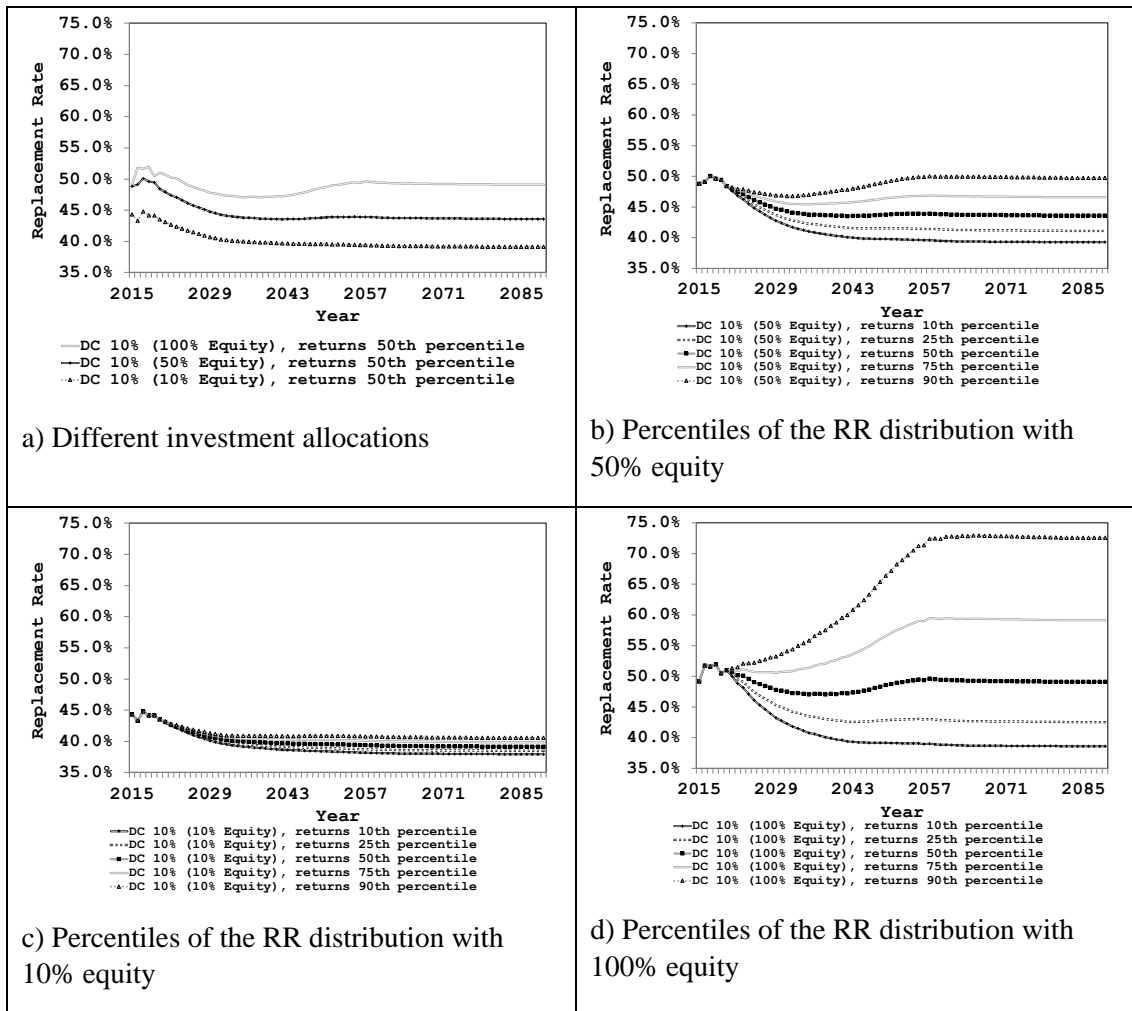 75.0%
70.0%
65.0%
60.0%
55.0%
50.0%
45.0%
40.0%
35.0%
Replacement Rate
2015 2029 2043 2057 2071 2085
Year
DC 10% (100% Equity), returns 50th percentile
DC 10% (50% Equity), returns 50th percentile
DC 10% (10% Equity), returns 50th percentile
a) Different investment allocations
75.0%
70.0%
65.0%
60.0%
55.0%
50.0%
45.0%
40.0%
35.0%
Replacement Rate
2015 2029 2043 2057 2071 2085
Year
DC 10% (50% Equity), returns 10th percentile
DC 10% (50% Equity), returns 25th percentile
DC 10% (50% Equity), returns 50th percentile
DC 10% (50% Equity), returns 75th percentile
DC 10% (50% Equity), returns 90th percentile
b) Percentiles of the RR distribution with
50% equity
75.0%
70.0%
65.0%
60.0%
55.0%
50.0%
45.0%
40.0%
35.0%
Replacement Rate
2015 2029 2043 2057 2071 2085
Year
DC 10% (10% Equity), returns 10th percentile
DC 10% (10% Equity), returns 25th percentile
DC 10% (10% Equity), returns 50th percentile
DC 10% (10% Equity), returns 75th percentile
DC 10% (10% Equity), returns 90th percentile
c) Percentiles of the RR distribution with
10% equity
75.0%
70.0%
65.0%
60.0%
55.0%
50.0%
45.0%
40.0%
35.0%
Replacement Rate
2015 2029 2043 2057 2071 2085
Year
DC 10% (100% Equity), returns 10th percentile
DC 10% (100% Equity), returns 25th percentile
DC 10% (100% Equity), returns 50th percentile
DC 10% (100% Equity), returns 75th percentile
DC 10% (100% Equity), returns 90th percentile
d) Percentiles of the RR distribution with
100% equity